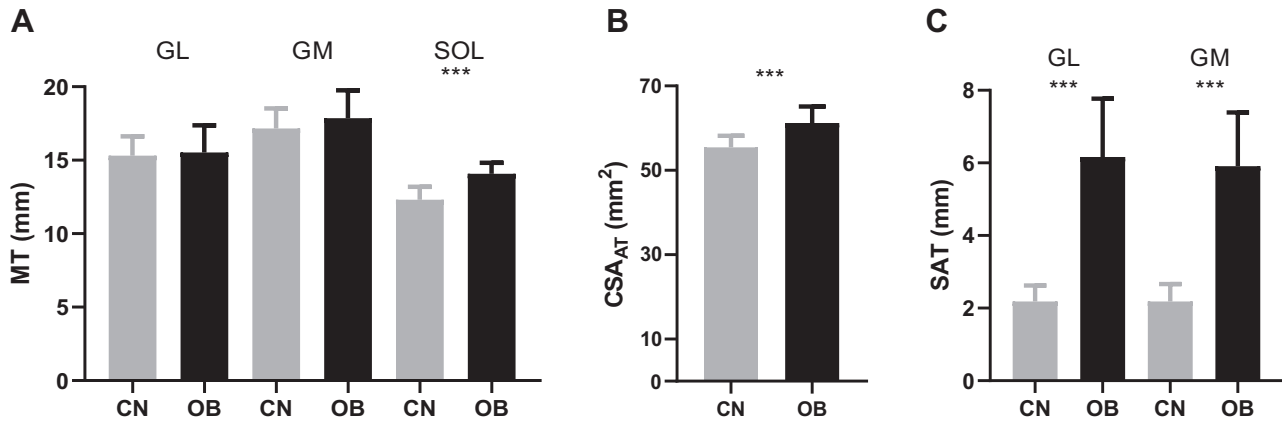 A
GL GM SOL
***
MT (mm)
20
15
10
5
0
CN OB CN OB CN OB
B
***
CSA_AT (mm²)
70
50
30
10
0
CN OB
C
GL GM
*** ***
SAT (mm)
8
6
4
2
0
CN OB CN OB